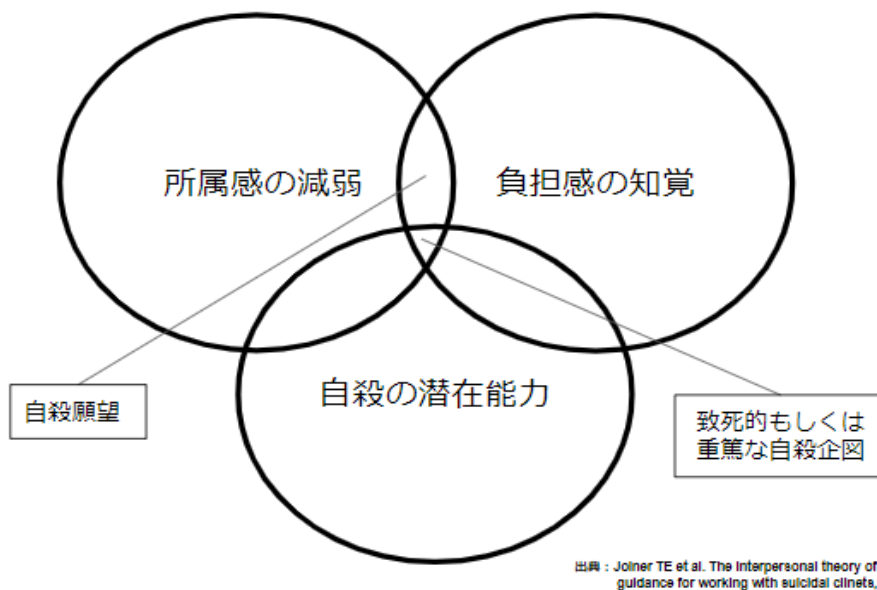 所属感の減弱
負担感の知覚
自殺の潜在能力
自殺願望
致死的もしくは
重篤な自殺企図
出典：Joiner TE et al. The Interpersonal theory of
guidance for working with suicidal clinets,